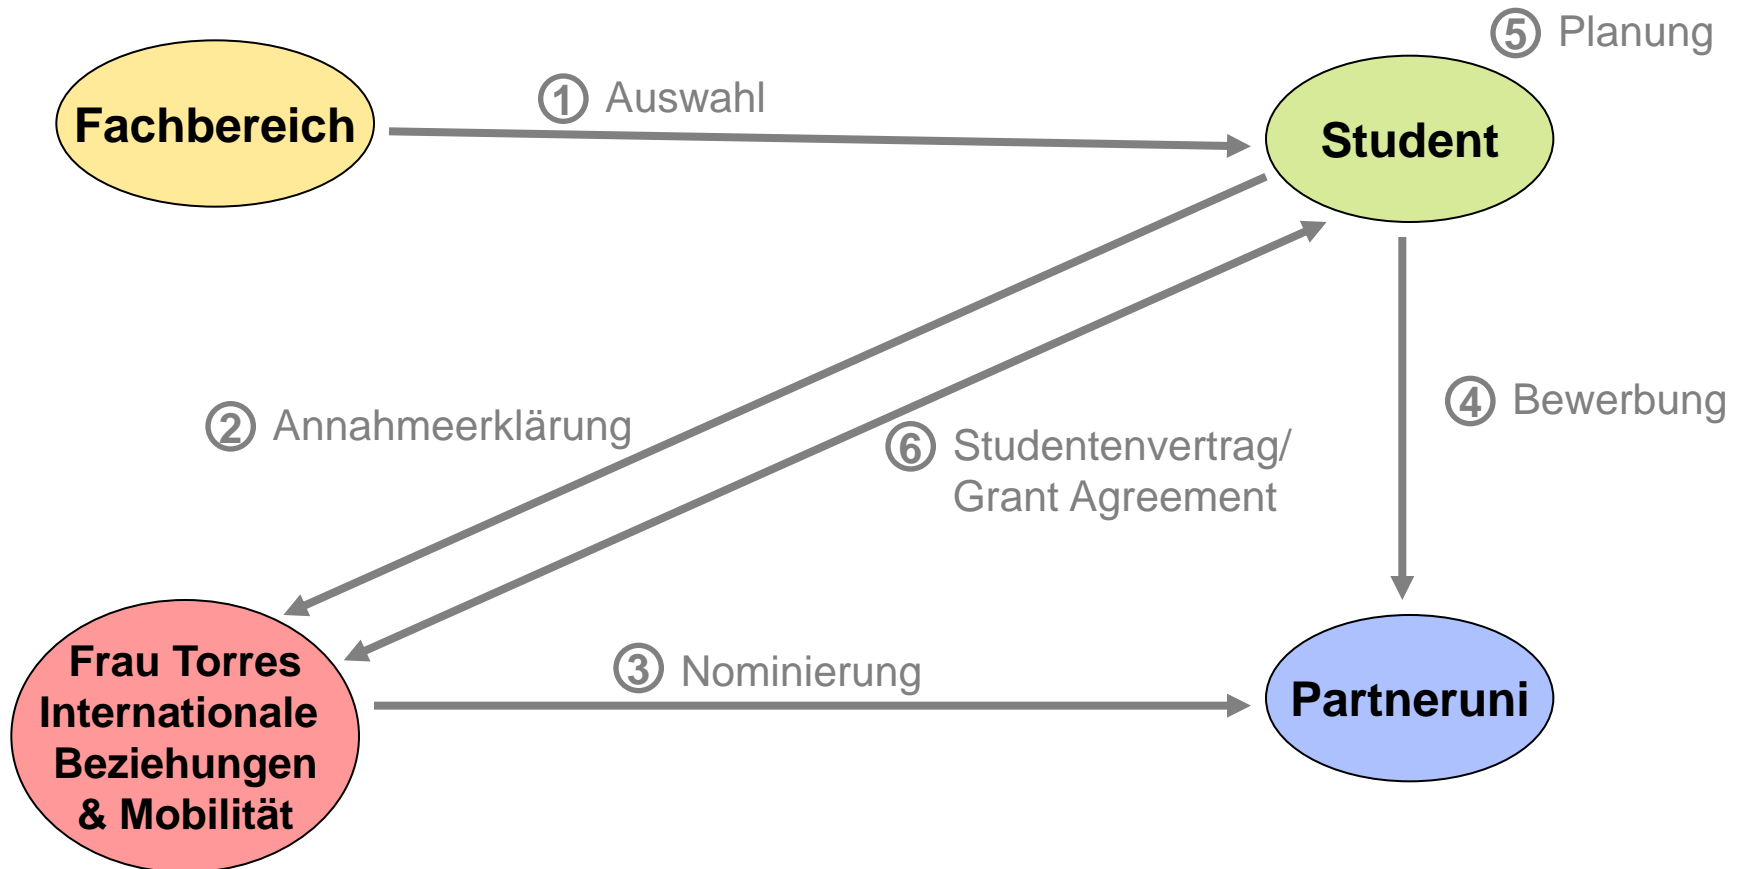 ⑤ Planung
Fachbereich
① Auswahl
Student
② Annahmeerklärung
④ Bewerbung
⑥ Studentenvertrag/
Grant Agreement
Frau Torres
Internationale
Beziehungen
& Mobilität
③ Nominierung
Partneruni